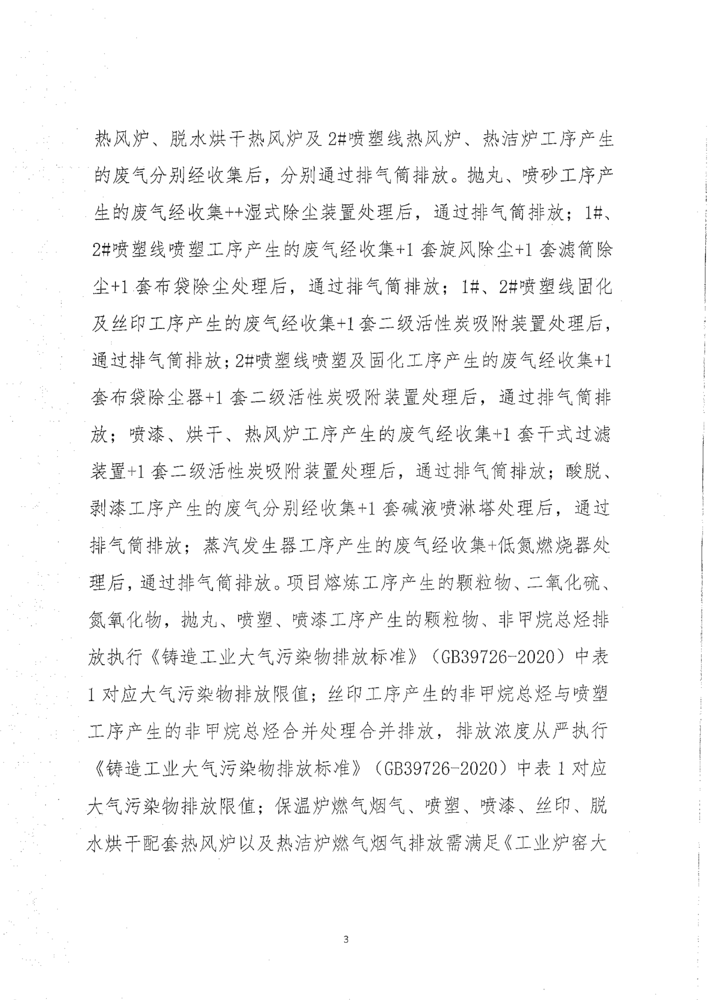 热风炉、脱水烘干热风炉及2#喷塑线热风炉、热洁炉工序产生
的废气分别经收集后，分别通过排气筒排放。抛丸、喷砂工序产
生的废气经收集++湿式除尘装置处理后，通过排气筒排放；1#、
2#喷塑线喷塑工序产生的废气经收集+1套旋风除尘+1套滤筒除
尘+1套布袋除尘处理后，通过排气筒排放；1#、2#喷塑线固化
及丝印工序产生的废气经收集+1套二级活性炭吸附装置处理后，
通过排气筒排放；2#喷塑线喷塑及固化工序产生的废气经收集+1
套布袋除尘器+1套二级活性炭吸附装置处理后，通过排气筒排
放；喷漆、烘干、热风炉工序产生的废气经收集+1套干式过滤
装置+1套二级活性炭吸附装置处理后，通过排气筒排放；酸脱、
剥漆工序产生的废气分别经收集+1套碱液喷淋塔处理后，通过
排气筒排放；蒸汽发生器工序产生的废气经收集+低氮燃烧器处
理后，通过排气筒排放。项目熔炼工序产生的颗粒物、二氧化硫、
氮氧化物，抛丸、喷塑、喷漆工序产生的颗粒物、非甲烷总烃排
放执行《铸造工业大气污染物排放标准》（GB39726-2020）中表
1对应大气污染物排放限值；丝印工序产生的非甲烷总烃与喷塑
工序产生的非甲烷总烃合并处理合并排放，排放浓度从严执行
《铸造工业大气污染物排放标准》（GB39726-2020）中表1对应
大气污染物排放限值；保温炉燃气烟气、喷塑、喷漆、丝印、脱
水烘干配套热风炉以及热洁炉燃气烟气排放需满足《工业炉窑大
3